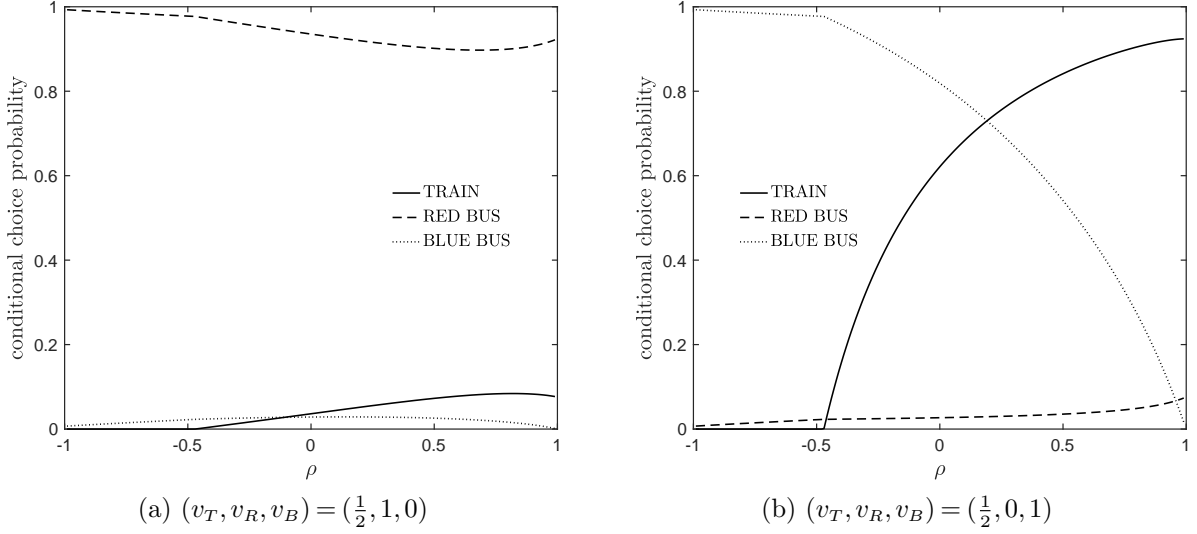 conditional choice probability
1
0.8
0.6
0.4
0.2
0
-1
-0.5
0
0.5
1
ρ
TRAIN
RED BUS
BLUE BUS
(a) (v_T, v_R, v_B) = (1/2, 1, 0)
conditional choice probability
1
0.8
0.6
0.4
0.2
0
-1
-0.5
0
0.5
1
ρ
TRAIN
RED BUS
BLUE BUS
(b) (v_T, v_R, v_B) = (1/2, 0, 1)